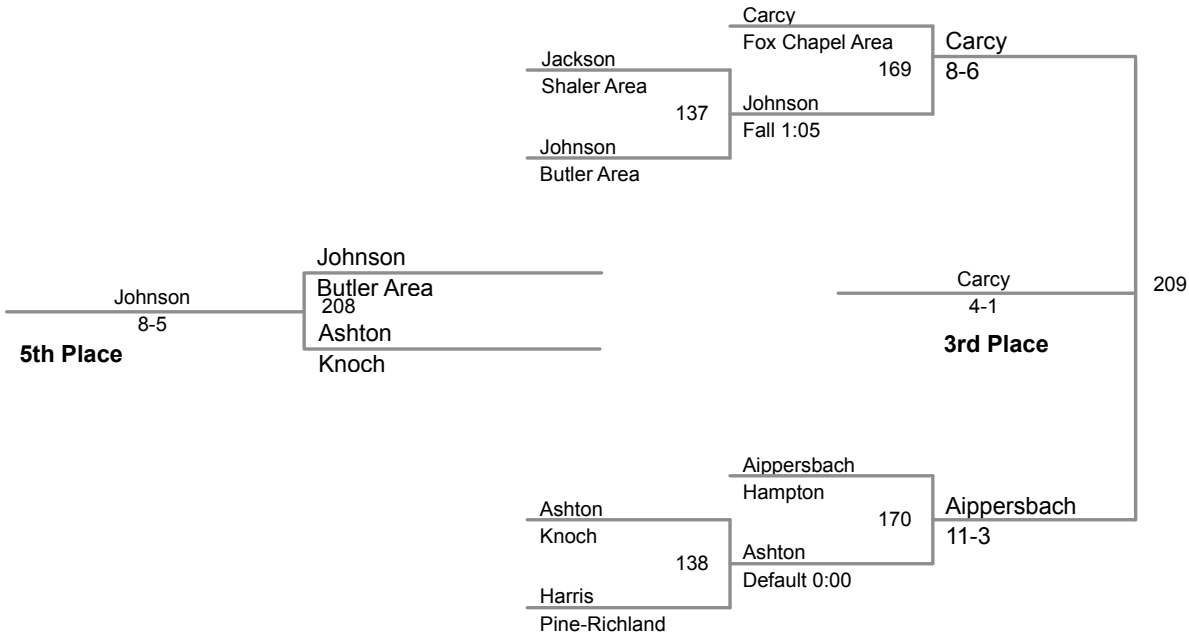 Carcy
Fox Chapel Area
Carcy
169
8-6
Jackson
Shaler Area
137
Johnson
Fall 1:05
Johnson
Butler Area
Johnson
Butler Area
208
Johnson
8-5
5th Place
Ashton
Knoch
Carcy
209
4-1
3rd Place
Aippersbach
Hampton
Aippersbach
170
11-3
Ashton
Knoch
138
Ashton
Default 0:00
Harris
Pine-Richland